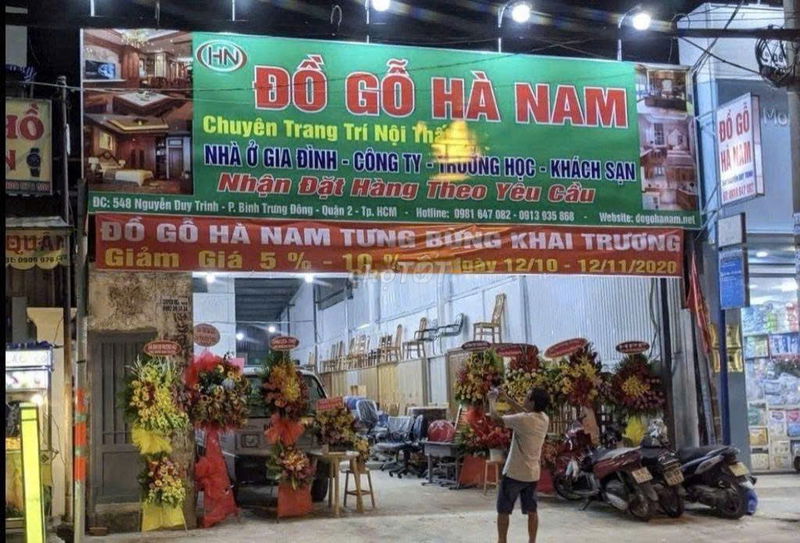 HN
ĐỒ GỖ HÀ NAM
Chuyên Trang Trí Nội
NHÀ Ở GIA ĐÌNH - CÔNG TY - TRƯỜNG HỌC - KHÁCH SẠN
Nhận Đặt Hàng Theo Yêu Cầu
ĐC: 548 Nguyễn Duy Trinh - P. Bình Trưng Đông - Quận 2 - Tp. HCM - Hotline: 0981 647 082 - 0913 935 868 - Website: dogohanam.net
ĐỒ GỖ HÀ NAM TƯNG BỪNG KHAI TRƯƠNG
Giảm Giá 5 % - 10 % 12/10 - 12/11/2020
ĐỒ GỖ
HÀ NAM
HỒ
QUÂN